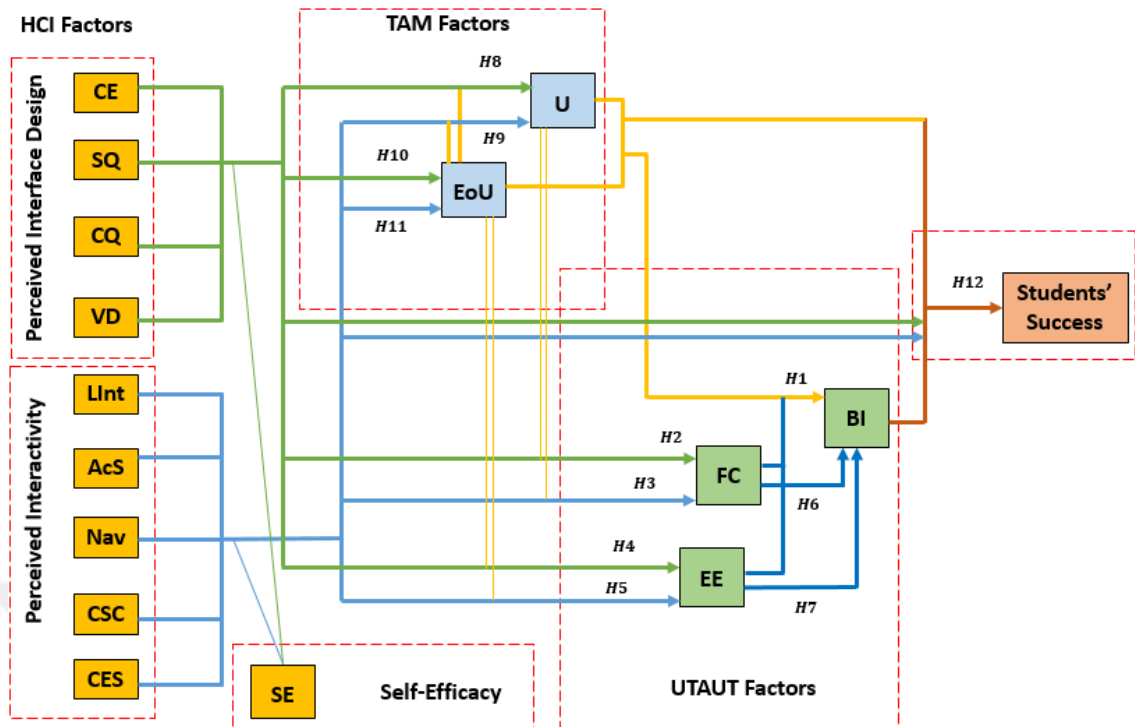 HCI Factors
TAM Factors
Perceived Interface Design
CE
SQ
CQ
VD
H8
U
H9
H10
EoU
H11
H12
Students'
Success
Perceived Interactivity
LInt
AcS
Nav
CSC
CES
H1
BI
H2
FC
H3
H6
H4
EE
H5
H7
SE
Self-Efficacy
UTAUT Factors